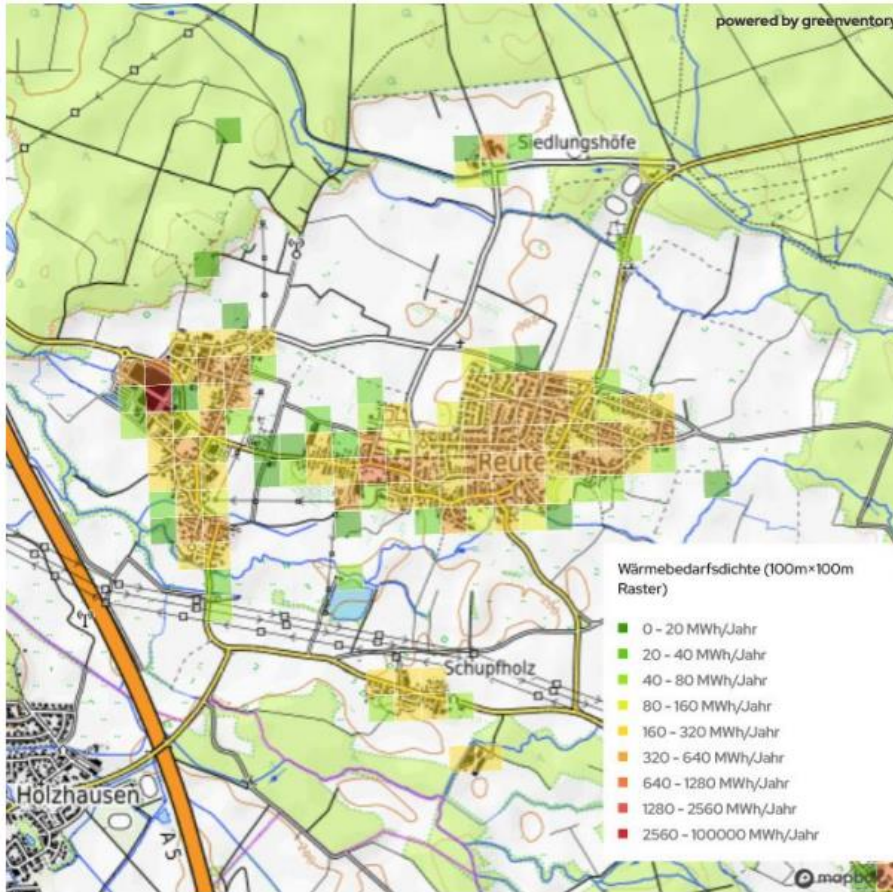 powered by greenventory
Siedlungshöfe
Reute
Wärmebedarfsdichte (100m×100m
Raster)
0 - 20 MWh/Jahr
20 - 40 MWh/Jahr
40 - 80 MWh/Jahr
80 - 160 MWh/Jahr
160 - 320 MWh/Jahr
320 - 640 MWh/Jahr
640 - 1280 MWh/Jahr
1280 - 2560 MWh/Jahr
2560 - 100000 MWh/Jahr
Schupfholz
Holzhausen
A 5